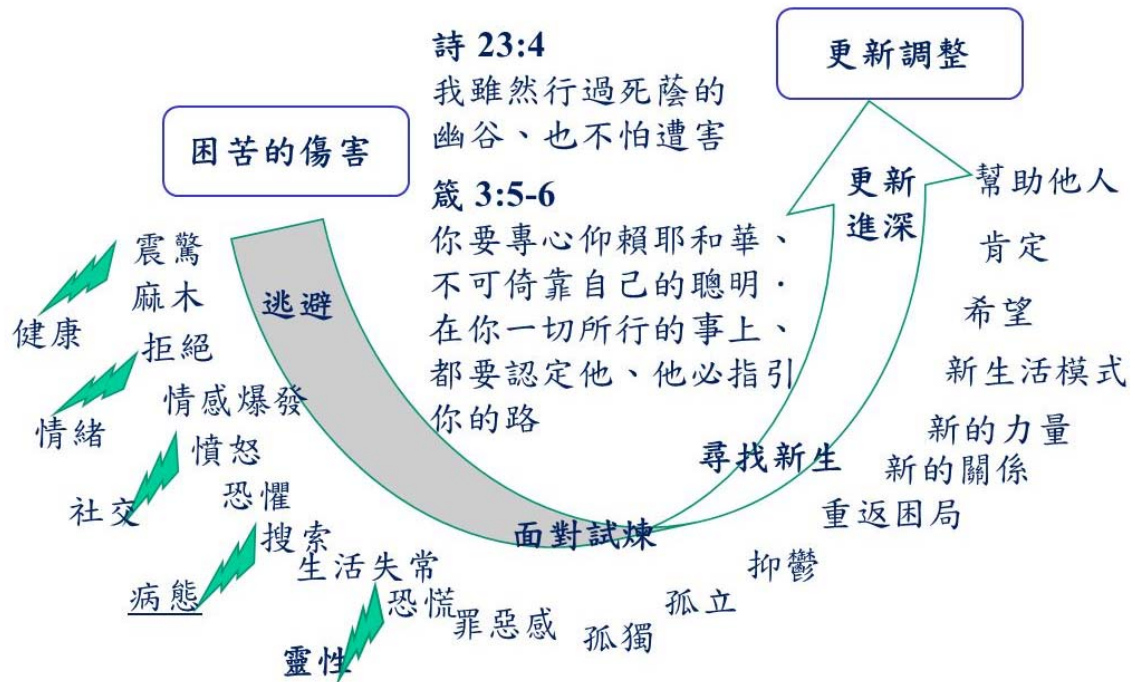 困苦的傷害
詩 23:4
我雖然行過死蔭的
幽谷、也不怕遭害
箴 3:5-6
你要專心仰賴耶和華、
不可倚靠自己的聰明．
在你一切所行的事上、
都要認定他、他必指引
你的路
更新調整
逃避
面對試煉
尋找新生
更新
進深
震驚
麻木
拒絕
情感爆發
憤怒
恐懼
搜索
生活失常
恐慌
罪惡感
孤獨
孤立
抑鬱
重返困局
新的關係
新的力量
新生活模式
希望
肯定
幫助他人
健康
情緒
社交
病態
靈性